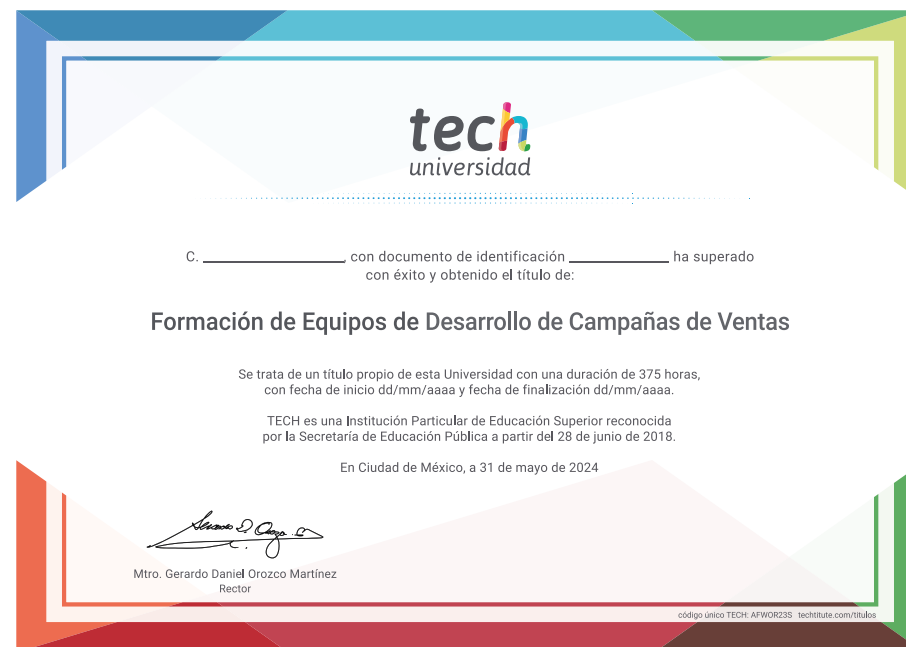 tech
universidad
C. ____________, con documento de identificación ____________ ha superado
con éxito y obtenido el título de:
Formación de Equipos de Desarrollo de Campañas de Ventas
Se trata de un título propio de esta Universidad con una duración de 375 horas,
con fecha de inicio dd/mm/aaaa y fecha de finalización dd/mm/aaaa.
TECH es una Institución Particular de Educación Superior reconocida
por la Secretaría de Educación Pública a partir del 28 de junio de 2018.
En Ciudad de México, a 31 de mayo de 2024
Mtro. Gerardo Daniel Orozco Martínez
Rector
código único TECH: AFWOR23S techtitute.com/titulos